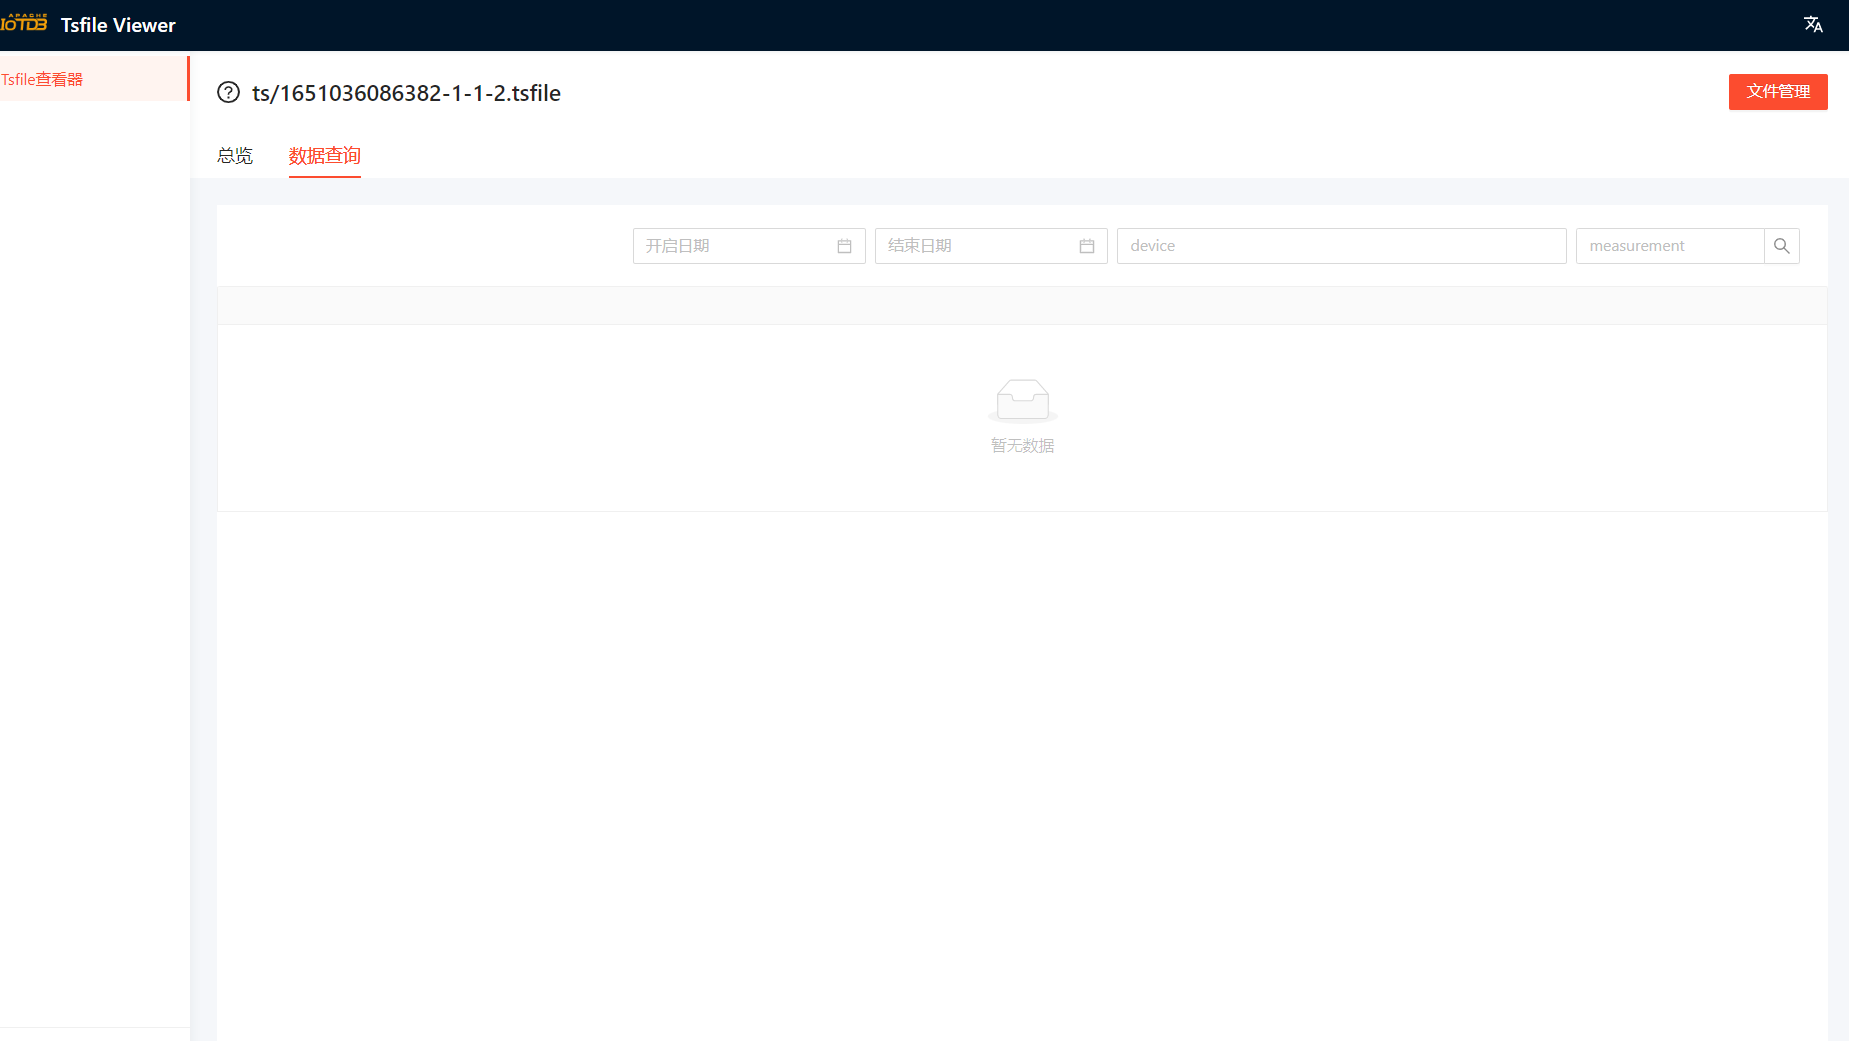 APACHE
IoTDB
Tsfile Viewer
Tsfile查看器
ts/1651036086382-1-1-2.tsfile
文件管理
总览
数据查询
开启日期
结束日期
device
measurement
暂无数据